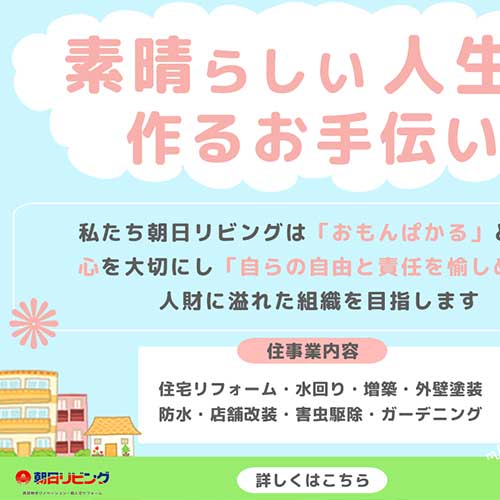 素晴らしい人生
作るお手伝い
私たち朝日リビングは「おもんぱかる」
心を大切にし「自らの自由と責任を愉し
人財に溢れた組織を目指します
住事業内容
住宅リフォーム・水回り・増築・外壁塗装
防水・店舗改装・害虫駆除・ガーデニング
朝日リビング
詳しくはこちら